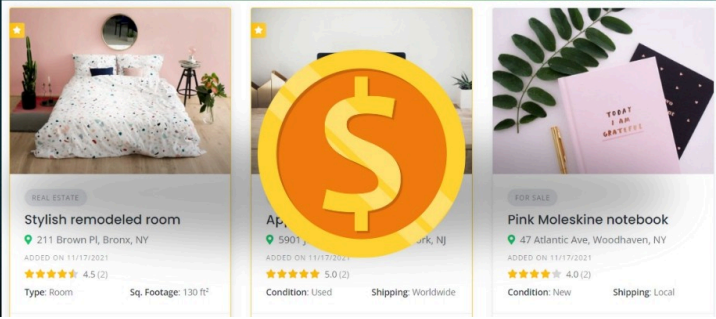 TODAY
I AM
GRATEFUL
REAL ESTATE
Stylish remodeled room
211 Brown Pl, Bronx, NY
ADDED ON 11/17/2021
4.5 (2)
Type: Room Sq. Footage: 130 ft²
$
5901 NJ
ADDED ON 11/17/2021
5.0 (2)
Condition: Used Shipping: Worldwide
FOR SALE
Pink Moleskine notebook
47 Atlantic Ave, Woodhaven, NY
ADDED ON 11/17/2021
4.0 (2)
Condition: New Shipping: Local